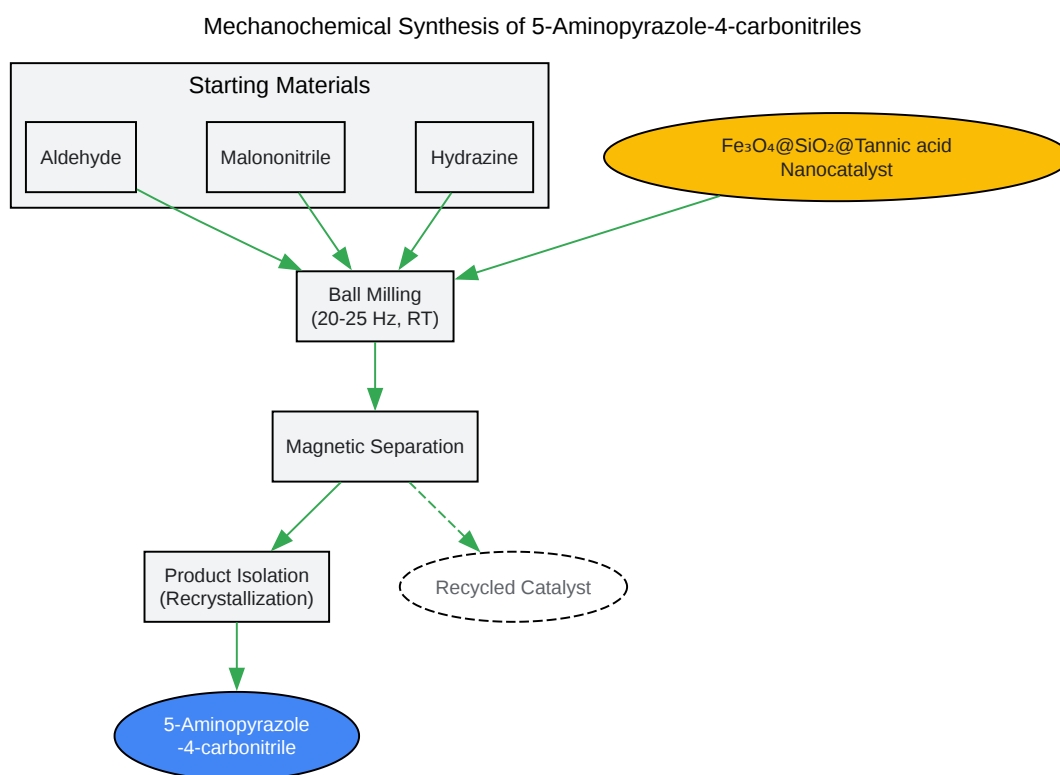 Mechanochemical Synthesis of 5-Aminopyrazole-4-carbonitriles
Starting Materials
Aldehyde
Malononitrile
Hydrazine
Fe₃O₄@SiO₂@Tannic acid
Nanocatalyst
Ball Milling
(20-25 Hz, RT)
Magnetic Separation
Product Isolation
(Recrystallization)
Recycled Catalyst
5-Aminopyrazole
-4-carbonitrile